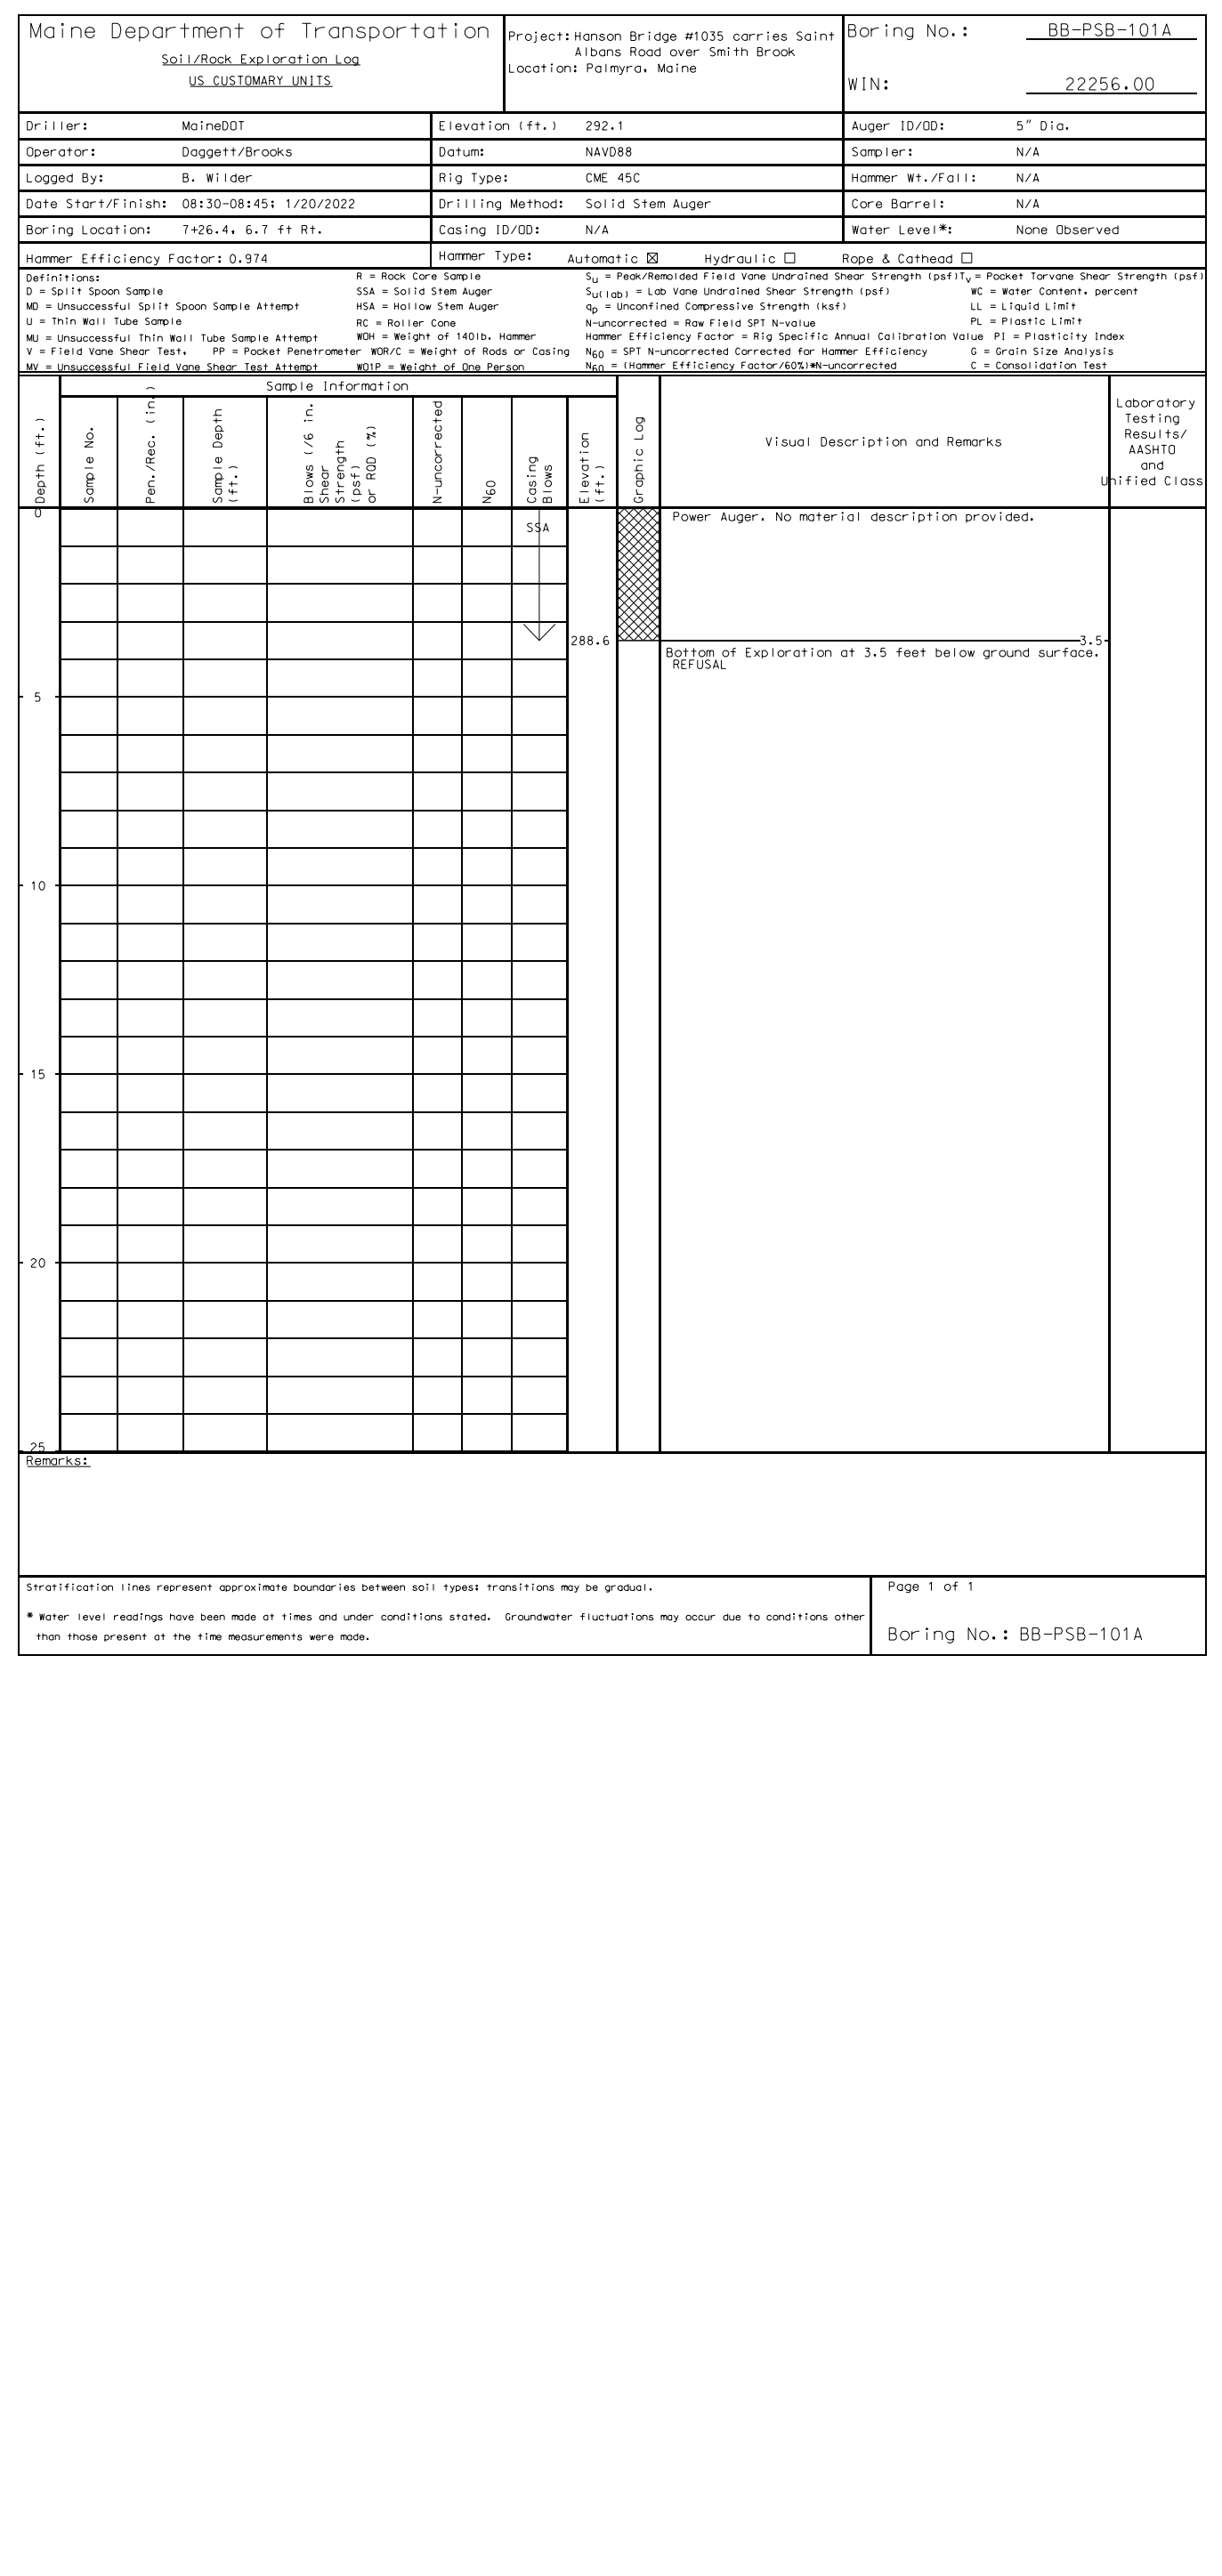 Maine Department of Transportation
Soil/Rock Exploration Log
US CUSTOMARY UNITS
Project: Hanson Bridge #1035 carries Saint
Albans Road over Smith Brook
Location: Palmyra, Maine
Boring No.: BB-PSB-101A
WIN: 22256.00
Driller: MaineDOT Elevation (ft.) 292.1 Auger ID/OD: 5" Dia.
Operator: Daggett/Brooks Datum: NAVD88 Sampler: N/A
Logged By: B. Wilder Rig Type: CME 45C Hammer Wt./Fall: N/A
Date Start/Finish: 08:30-08:45; 1/20/2022 Drilling Method: Solid Stem Auger Core Barrel: N/A
Boring Location: 7+26.4, 6.7 ft Rt. Casing ID/OD: N/A Water Level*: None Observed
Hammer Efficiency Factor: 0.974 Hammer Type: Automatic ☒ Hydraulic ☐ Rope & Cathead ☐
Definitions:
D = Split Spoon Sample
MD = Unsuccessful Split Spoon Sample Attempt
U = Thin Wall Tube Sample
MU = Unsuccessful Thin Wall Tube Sample Attempt
V = Field Vane Shear Test, PP = Pocket Penetrometer
MV = Unsuccessful Field Vane Shear Test Attempt
R = Rock Core Sample
SSA = Solid Stem Auger
HSA = Hollow Stem Auger
RC = Roller Cone
WOH = Weight of 140lb. Hammer
WOR/C = Weight of Rods or Casing
WO1P = Weight of One Person
Su = Peak/Remolded Field Vane Undrained Shear Strength (psf)
Su(lab) = Lab Vane Undrained Shear Strength (psf)
qp = Unconfined Compressive Strength (ksf)
N-uncorrected = Raw Field SPT N-value
Hammer Efficiency Factor = Rig Specific Annual Calibration Value
N60 = SPT N-uncorrected Corrected for Hammer Efficiency
N60 = (Hammer Efficiency Factor/60%)*N-uncorrected
Tv = Pocket Torvane Shear Strength (psf)
WC = Water Content, percent
LL = Liquid Limit
PL = Plastic Limit
PI = Plasticity Index
G = Grain Size Analysis
C = Consolidation Test
Sample Information
Depth (ft.)
Sample No.
Pen./Rec. (in.)
Sample Depth
(ft.)
Blows (/6 in.
Shear
Strength
(psf)
or RQD (%)
N-uncorrected
N60
Casing
Blows
Elevation
(ft.)
Graphic Log
Visual Description and Remarks
Laboratory
Testing
Results/
AASHTO
and
Unified Class
0
SSA
Power Auger. No material description provided.
288.6
3.5
Bottom of Exploration at 3.5 feet below ground surface.
REFUSAL
5
10
15
20
25
Remarks:
Stratification lines represent approximate boundaries between soil types; transitions may be gradual.
* Water level readings have been made at times and under conditions stated. Groundwater fluctuations may occur due to conditions other
than those present at the time measurements were made.
Page 1 of 1
Boring No.: BB-PSB-101A